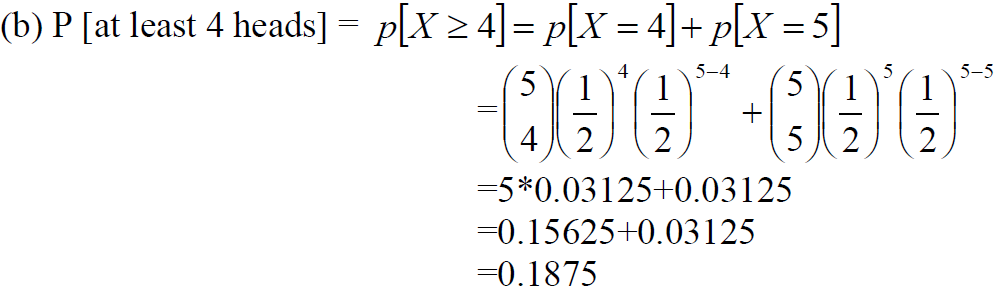 (b) P [at least 4 heads] = p[X ≥ 4] = p[X = 4] + p[X = 5]
=(5 4)(1/2)^4(1/2)^5−4 + (5 5)(1/2)^5(1/2)^5−5
=5*0.03125+0.03125
=0.15625+0.03125
=0.1875